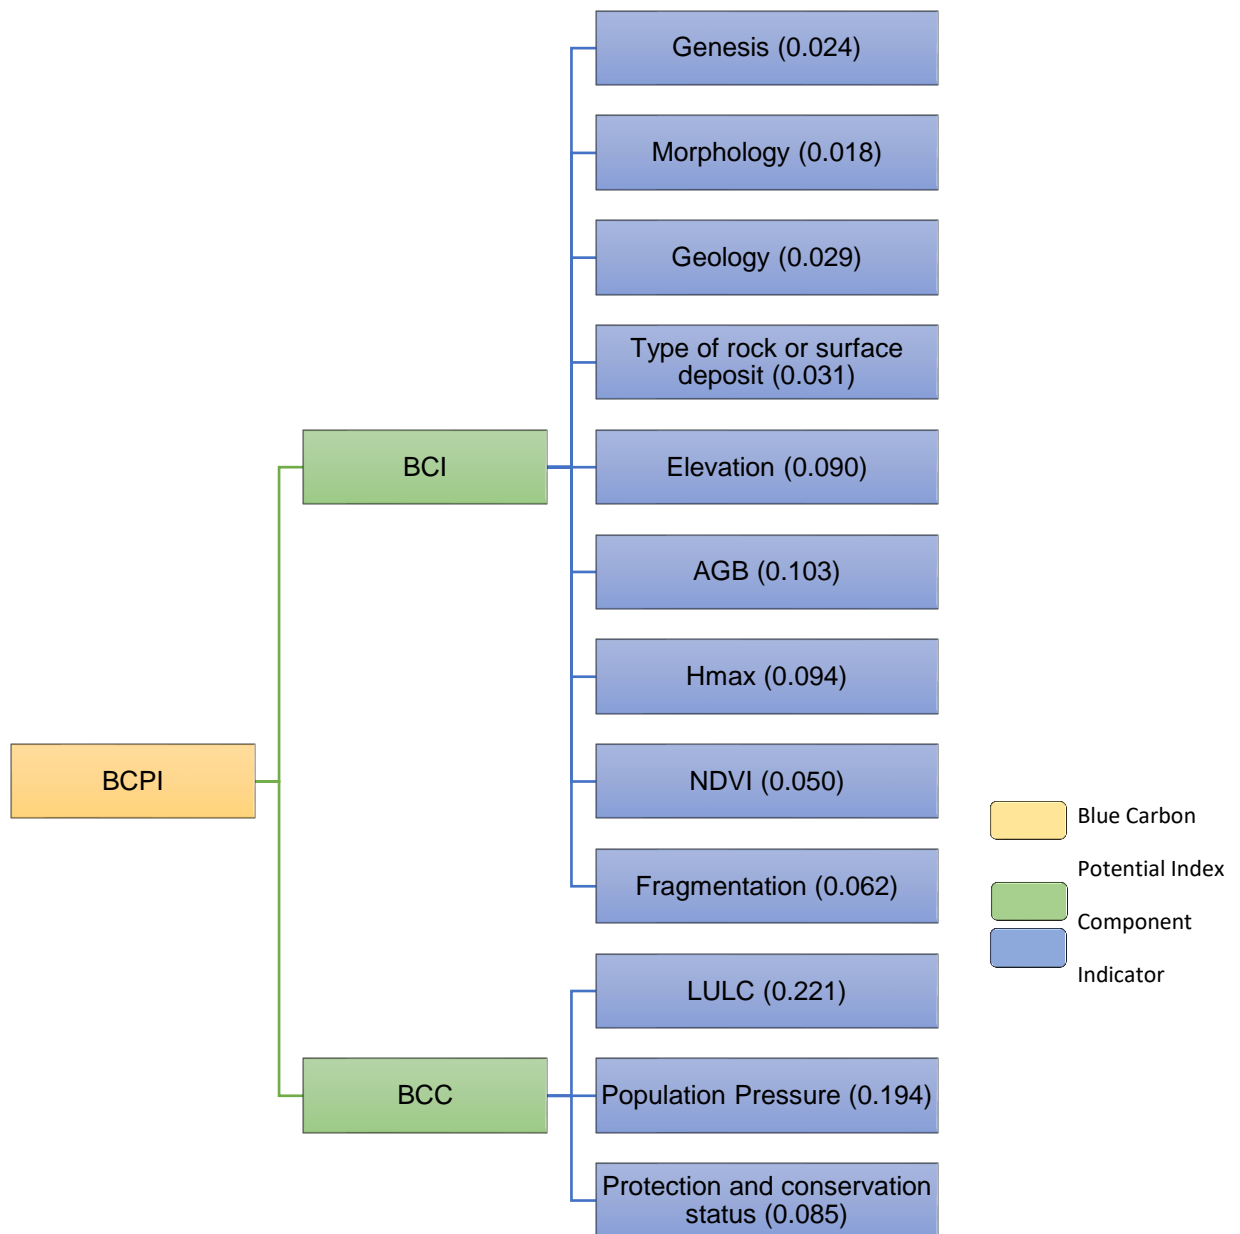 Genesis (0.024)
Morphology (0.018)
Geology (0.029)
Type of rock or surface
deposit (0.031)
BCI
Elevation (0.090)
AGB (0.103)
Hmax (0.094)
BCPI
NDVI (0.050)
Fragmentation (0.062)
LULC (0.221)
BCC
Population Pressure (0.194)
Protection and conservation
status (0.085)
Blue Carbon
Potential Index
Component
Indicator